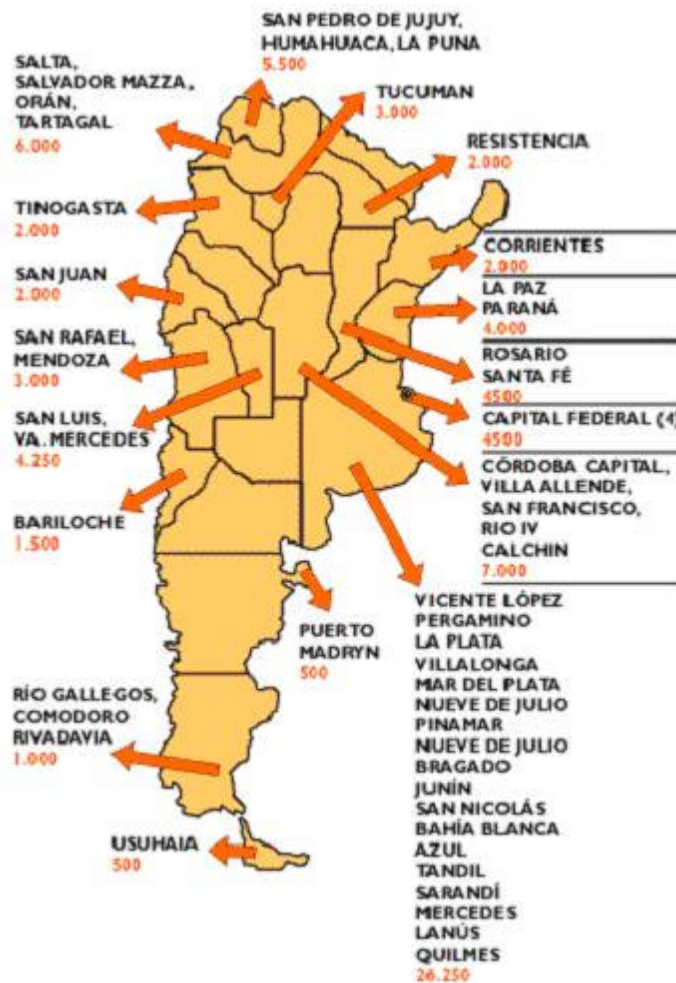 SAN PEDRO DE JUJUY,
HUMAHUACA, LA PUNA
5.500
SALTA,
SALVADOR MAZZA,
ORÁN,
TARTAGAL
6.000
TUCUMAN
3.000
RESISTENCIA
2.000
TINOGASTA
2.000
CORRIENTES
2.000
SAN JUAN
2.000
LA PAZ
PARANÁ
4.000
SAN RAFAEL,
MENDOZA
3.000
ROSARIO
SANTA FÉ
4500
SAN LUIS,
VA. MERCEDES
4.250
CAPITAL FEDERAL (4)
4500
CÓRDOBA CAPITAL,
VILLA ALLENDE,
SAN FRANCISCO,
RIO IV
CALCHIN
7.000
BARILOCHE
1.500
PUERTO
MADRYN
500
VICENTE LÓPEZ
PERGAMINO
LA PLATA
VILLALONGA
MAR DEL PLATA
NUEVE DE JULIO
PINAMAR
NUEVE DE JULIO
BRAGADO
JUNÍN
SAN NICOLÁS
BAHÍA BLANCA
AZUL
TANDIL
SARANDÍ
MERCEDES
LANÚS
QUILMES
26.250
RÍO GALLEGOS,
COMODORO
RIVADAVIA
1.000
USUHAIA
500